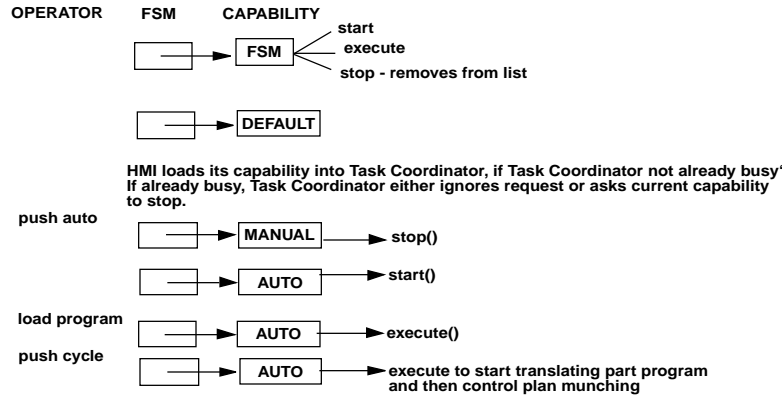 OPERATOR FSM CAPABILITY
start
FSM
execute
stop - removes from list
DEFAULT
HMI loads its capability into Task Coordinator, if Task Coordinator not already busy‘
If already busy, Task Coordinator either ignores request or asks current capability
to stop.
push auto
MANUAL
stop()
AUTO
start()
load program
AUTO
execute()
push cycle
AUTO
execute to start translating part program
and then control plan munching